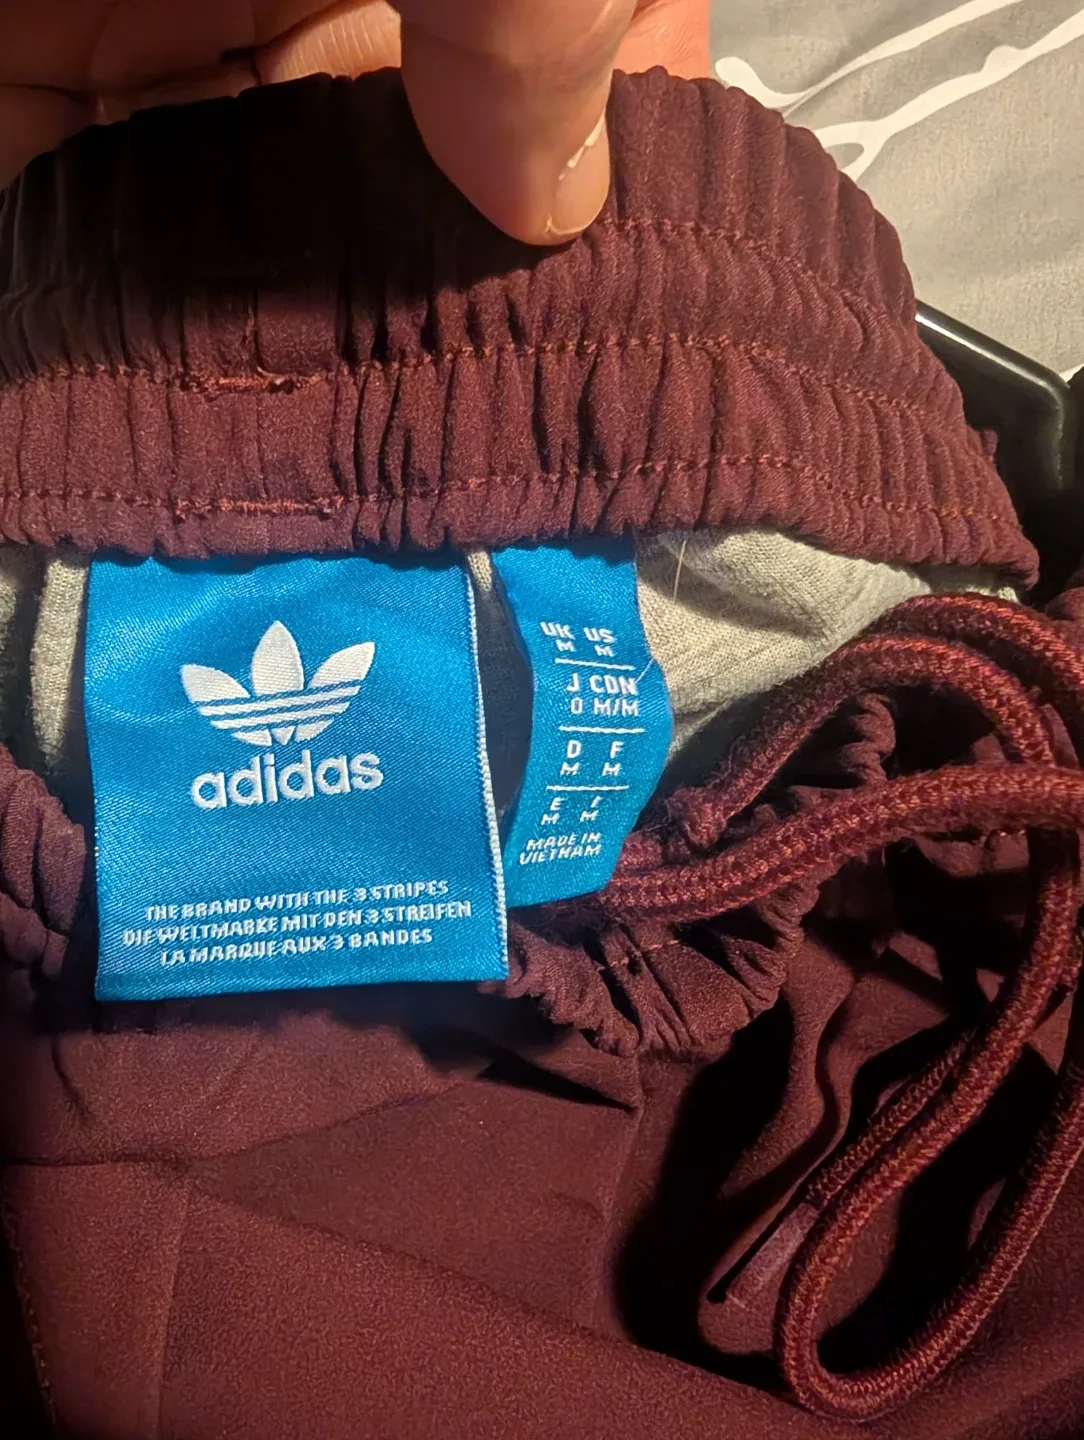 adidas
THE BRAND WITH THE 3 STRIPES
DIE WELTMARKE MIT DEN 3 STREIFEN
LA MARQUE AUX 3 BANDES
UK US
M M
J CDN
O M/M
D F
M M
E I
M M
MADE IN
VIETNAM